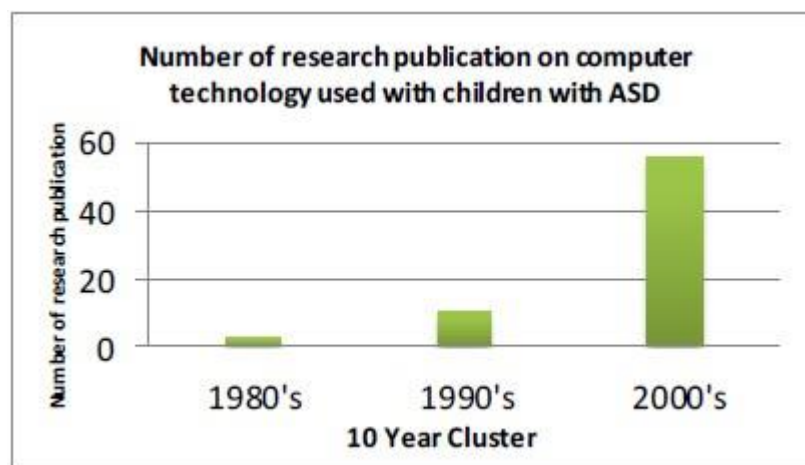 Number of research publication on computer
technology used with children with ASD
Number of research publication
60
40
20
0
1980's
1990's
2000's
10 Year Cluster